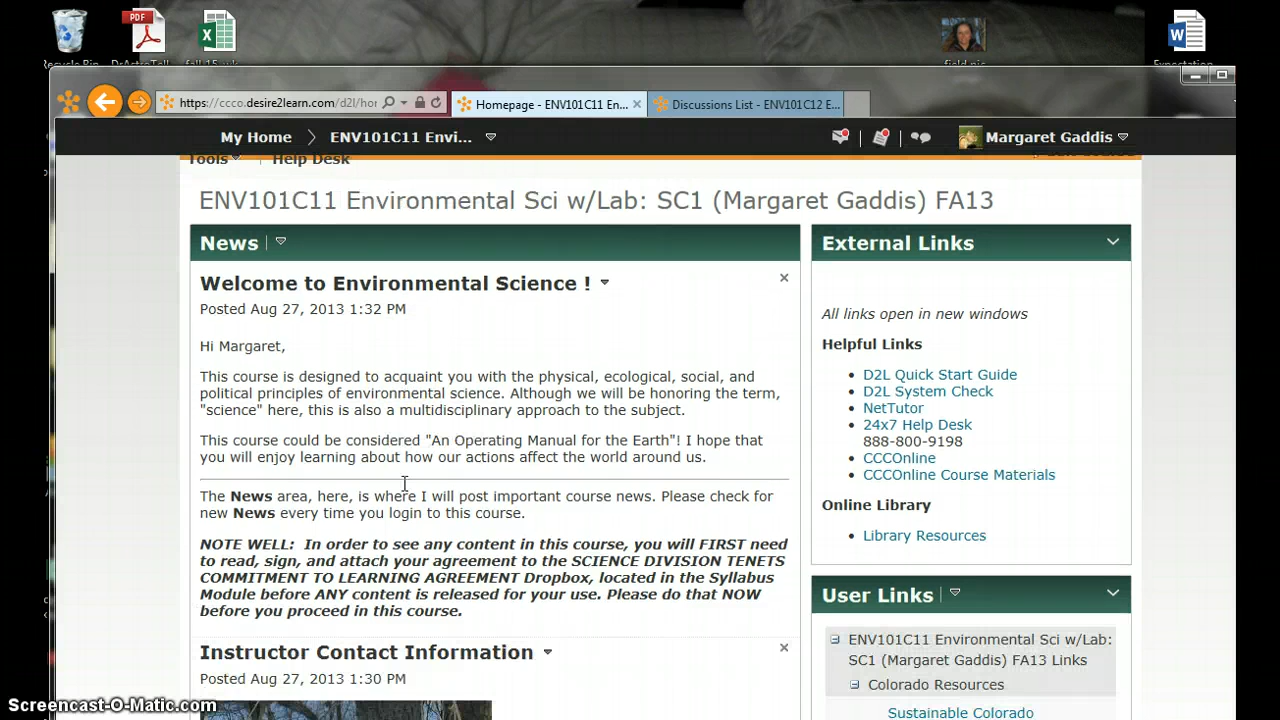 PDF
Recycle Bin
DrAstroTell
field pic
Expectation
https://ccco.desire2learn.com/d2l/hor
Homepage - ENV101C11 En...
Discussions List - ENV101C12 E...
My Home
ENV101C11 Envi...
Margaret Gaddis
Tools
Help Desk
ENV101C11 Environmental Sci w/Lab: SC1 (Margaret Gaddis) FA13
News
Welcome to Environmental Science !
Posted Aug 27, 2013 1:32 PM
Hi Margaret,
This course is designed to acquaint you with the physical, ecological, social, and
political principles of environmental science. Although we will be honoring the term,
"science" here, this is also a multidisciplinary approach to the subject.
This course could be considered "An Operating Manual for the Earth"! I hope that
you will enjoy learning about how our actions affect the world around us.
The News area, here, is where I will post important course news. Please check for
new News every time you login to this course.
NOTE WELL: In order to see any content in this course, you will FIRST need
to read, sign, and attach your agreement to the SCIENCE DIVISION TENETS
COMMITMENT TO LEARNING AGREEMENT Dropbox, located in the Syllabus
Module before ANY content is released for your use. Please do that NOW
before you proceed in this course.
Instructor Contact Information
Posted Aug 27, 2013 1:30 PM
External Links
All links open in new windows
Helpful Links
D2L Quick Start Guide
D2L System Check
NetTutor
24x7 Help Desk
888-800-9198
CCCOnline
CCCOnline Course Materials
Online Library
Library Resources
User Links
ENV101C11 Environmental Sci w/Lab:
SC1 (Margaret Gaddis) FA13 Links
Colorado Resources
Sustainable Colorado
Screencast-O-Matic.com